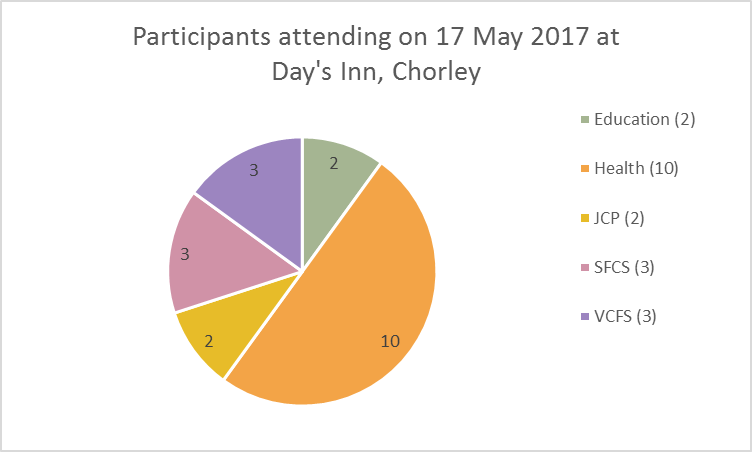 Participants attending on 17 May 2017 at
Day's Inn, Chorley
Education (2)
Health (10)
JCP (2)
SFCS (3)
VCFS (3)
2
10
2
3
3